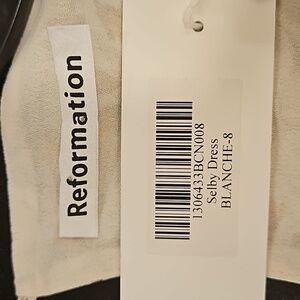 Reformation
1306433BCN008
Selby Dress
BLANCHE-8